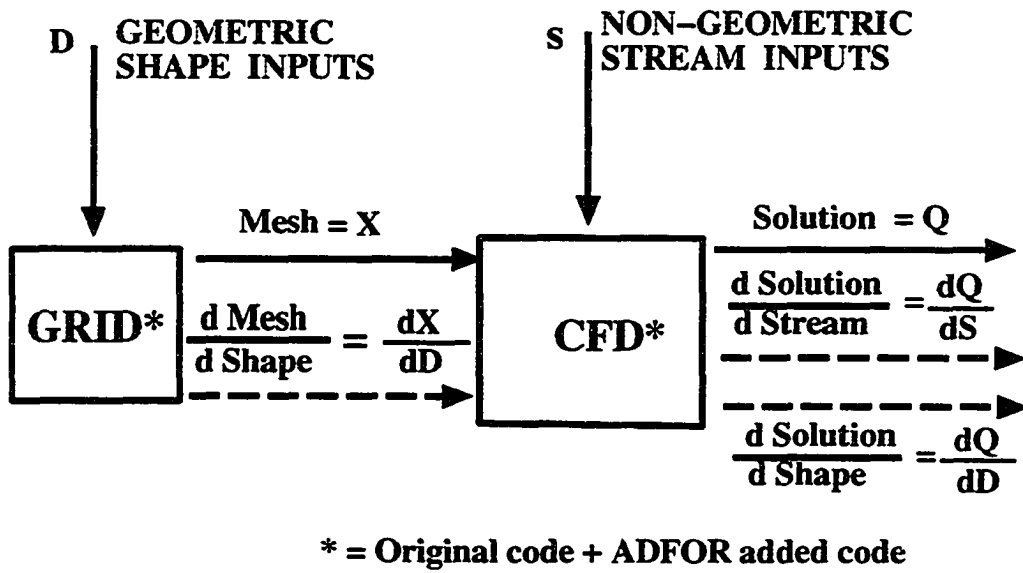 D
GEOMETRIC
SHAPE INPUTS
S
NON-GEOMETRIC
STREAM INPUTS
Mesh = X
Solution = Q
GRID*
d Mesh
d Shape
=
dX
dD
CFD*
d Solution
d Stream
=
dQ
dS
d Solution
d Shape
=
dQ
dD
* = Original code + ADFOR added code